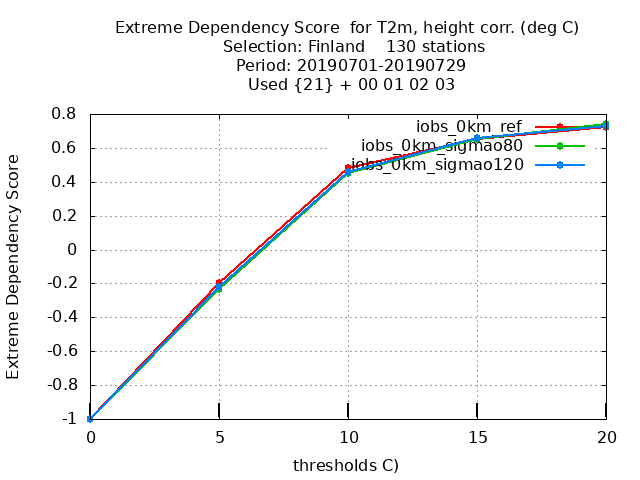 Extreme Dependency Score  for T2m, height corr. (deg C)
Selection: Finland    130 stations
Period: 20190701-20190729
Used {21} + 00 01 02 03
iobs_0km_ref
iobs_0km_sigmao80
iobs_0km_sigmao120
Extreme Dependency Score
0.8
0.6
0.4
0.2
0
-0.2
-0.4
-0.6
-0.8
-1
0 5 10 15 20
thresholds C)